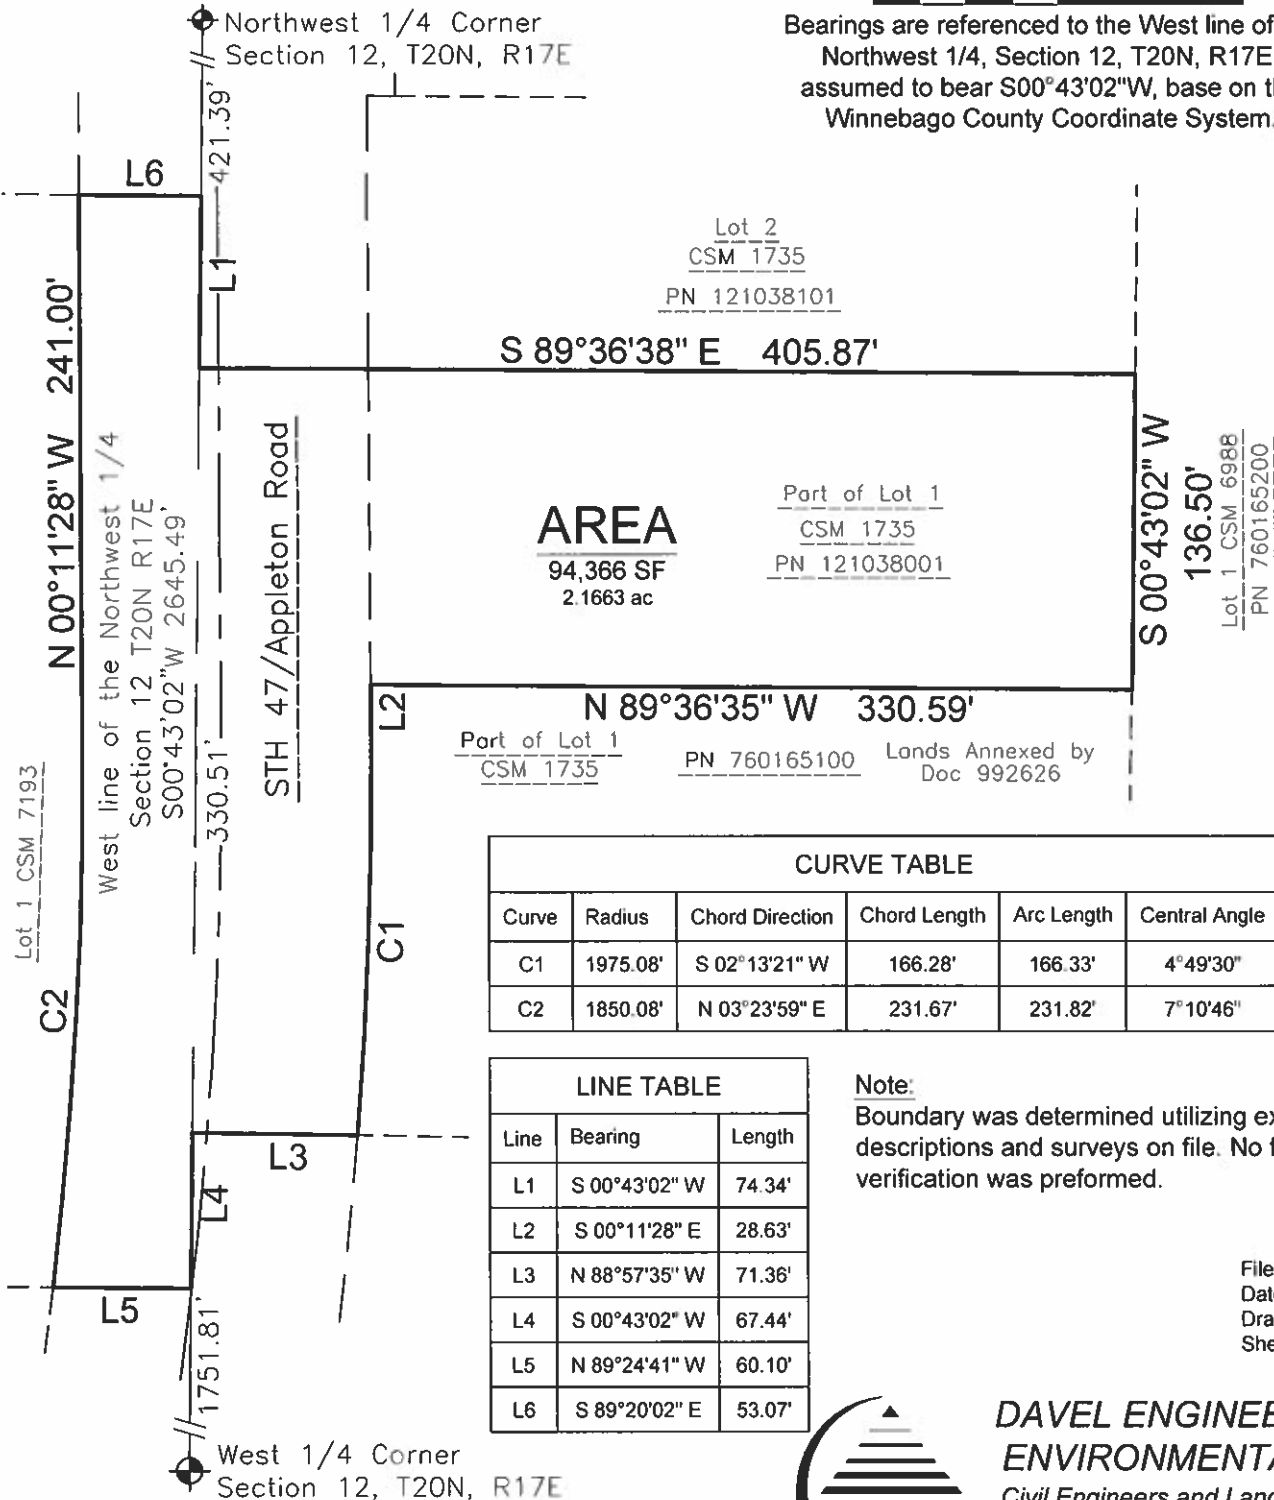 Northwest 1/4 Corner
Section 12, T20N, R17E
Bearings are referenced to the West line of
Northwest 1/4, Section 12, T20N, R17E
assumed to bear S00°43'02"W, base on t
Winnebago County Coordinate System.
421.39'
L6
L1
Lot 2
CSM 1735
PN 121038101
S 89°36'38" E 405.87'
N 00°11'28" W 241.00'
West line of the Northwest 1/4
Section 12 T20N R17E
S00°43'02"W 2645.49'
330.51'
STH 47/Appleton Road
AREA
94,366 SF
2.1663 ac
Part of Lot 1
CSM 1735
PN 121038001
S 00°43'02" W
136.50'
Lot 1 CSM 6988
PN 760165200
L2
N 89°36'35" W 330.59'
Part of Lot 1
CSM 1735
PN 760165100
Lands Annexed by
Doc 992626
Lot 1 CSM 7193
C2
C1
CURVE TABLE
Curve Radius Chord Direction Chord Length Arc Length Central Angle
C1 1975.08' S 02°13'21" W 166.28' 166.33' 4°49'30"
C2 1850.08' N 03°23'59" E 231.67' 231.82' 7°10'46"
LINE TABLE
Line Bearing Length
L1 S 00°43'02" W 74.34'
L2 S 00°11'28" E 28.63'
L3 N 88°57'35" W 71.36'
L4 S 00°43'02" W 67.44'
L5 N 89°24'41" W 60.10'
L6 S 89°20'02" E 53.07'
Note:
Boundary was determined utilizing ex
descriptions and surveys on file. No f
verification was preformed.
L3
L4
L5
1751.81'
File
Dat
Dra
She
West 1/4 Corner
Section 12, T20N, R17E
DAVEL ENGINEE
ENVIRONMENTA
Civil Engineers and Land